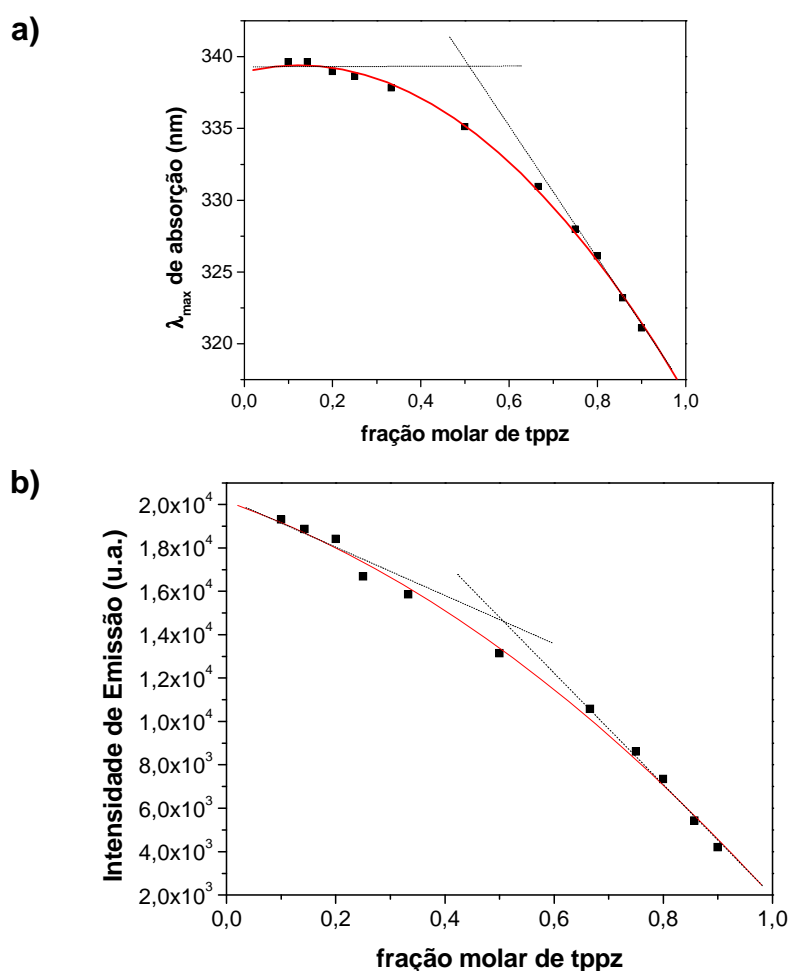 a)
340
335
330
325
320
λmax de absorção (nm)
0,0 0,2 0,4 0,6 0,8 1,0
fração molar de tppz
b)
2,0x10⁴
1,8x10⁴
1,6x10⁴
1,4x10⁴
1,2x10⁴
1,0x10⁴
8,0x10³
6,0x10³
4,0x10³
2,0x10³
Intensidade de Emissão (u.a.)
0,0 0,2 0,4 0,6 0,8 1,0
fração molar de tppz